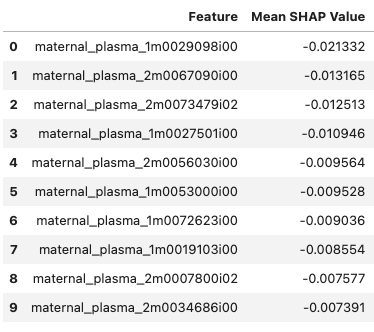 Feature Mean SHAP Value
0 maternal_plasma_1m0029098i00 -0.021332
1 maternal_plasma_2m0067090i00 -0.013165
2 maternal_plasma_2m0073479i02 -0.012513
3 maternal_plasma_1m0027501i00 -0.010946
4 maternal_plasma_2m0056030i00 -0.009564
5 maternal_plasma_1m0053000i00 -0.009528
6 maternal_plasma_1m0072623i00 -0.009036
7 maternal_plasma_1m0019103i00 -0.008554
8 maternal_plasma_2m0007800i02 -0.007577
9 maternal_plasma_2m0034686i00 -0.007391